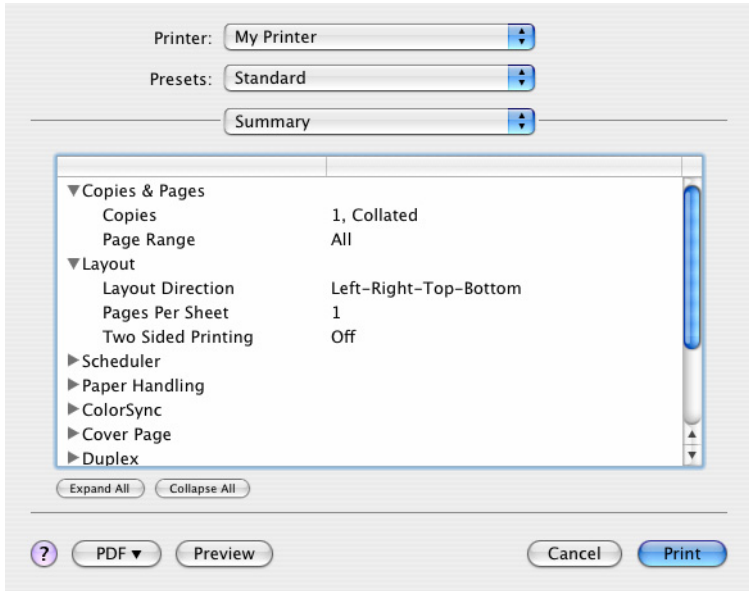 Printer: My Printer
Presets: Standard
Summary
Copies & Pages
Copies 1, Collated
Page Range All
Layout
Layout Direction Left-Right-Top-Bottom
Pages Per Sheet 1
Two Sided Printing Off
Scheduler
Paper Handling
ColorSync
Cover Page
Duplex
Expand All Collapse All
? PDF Preview Cancel Print